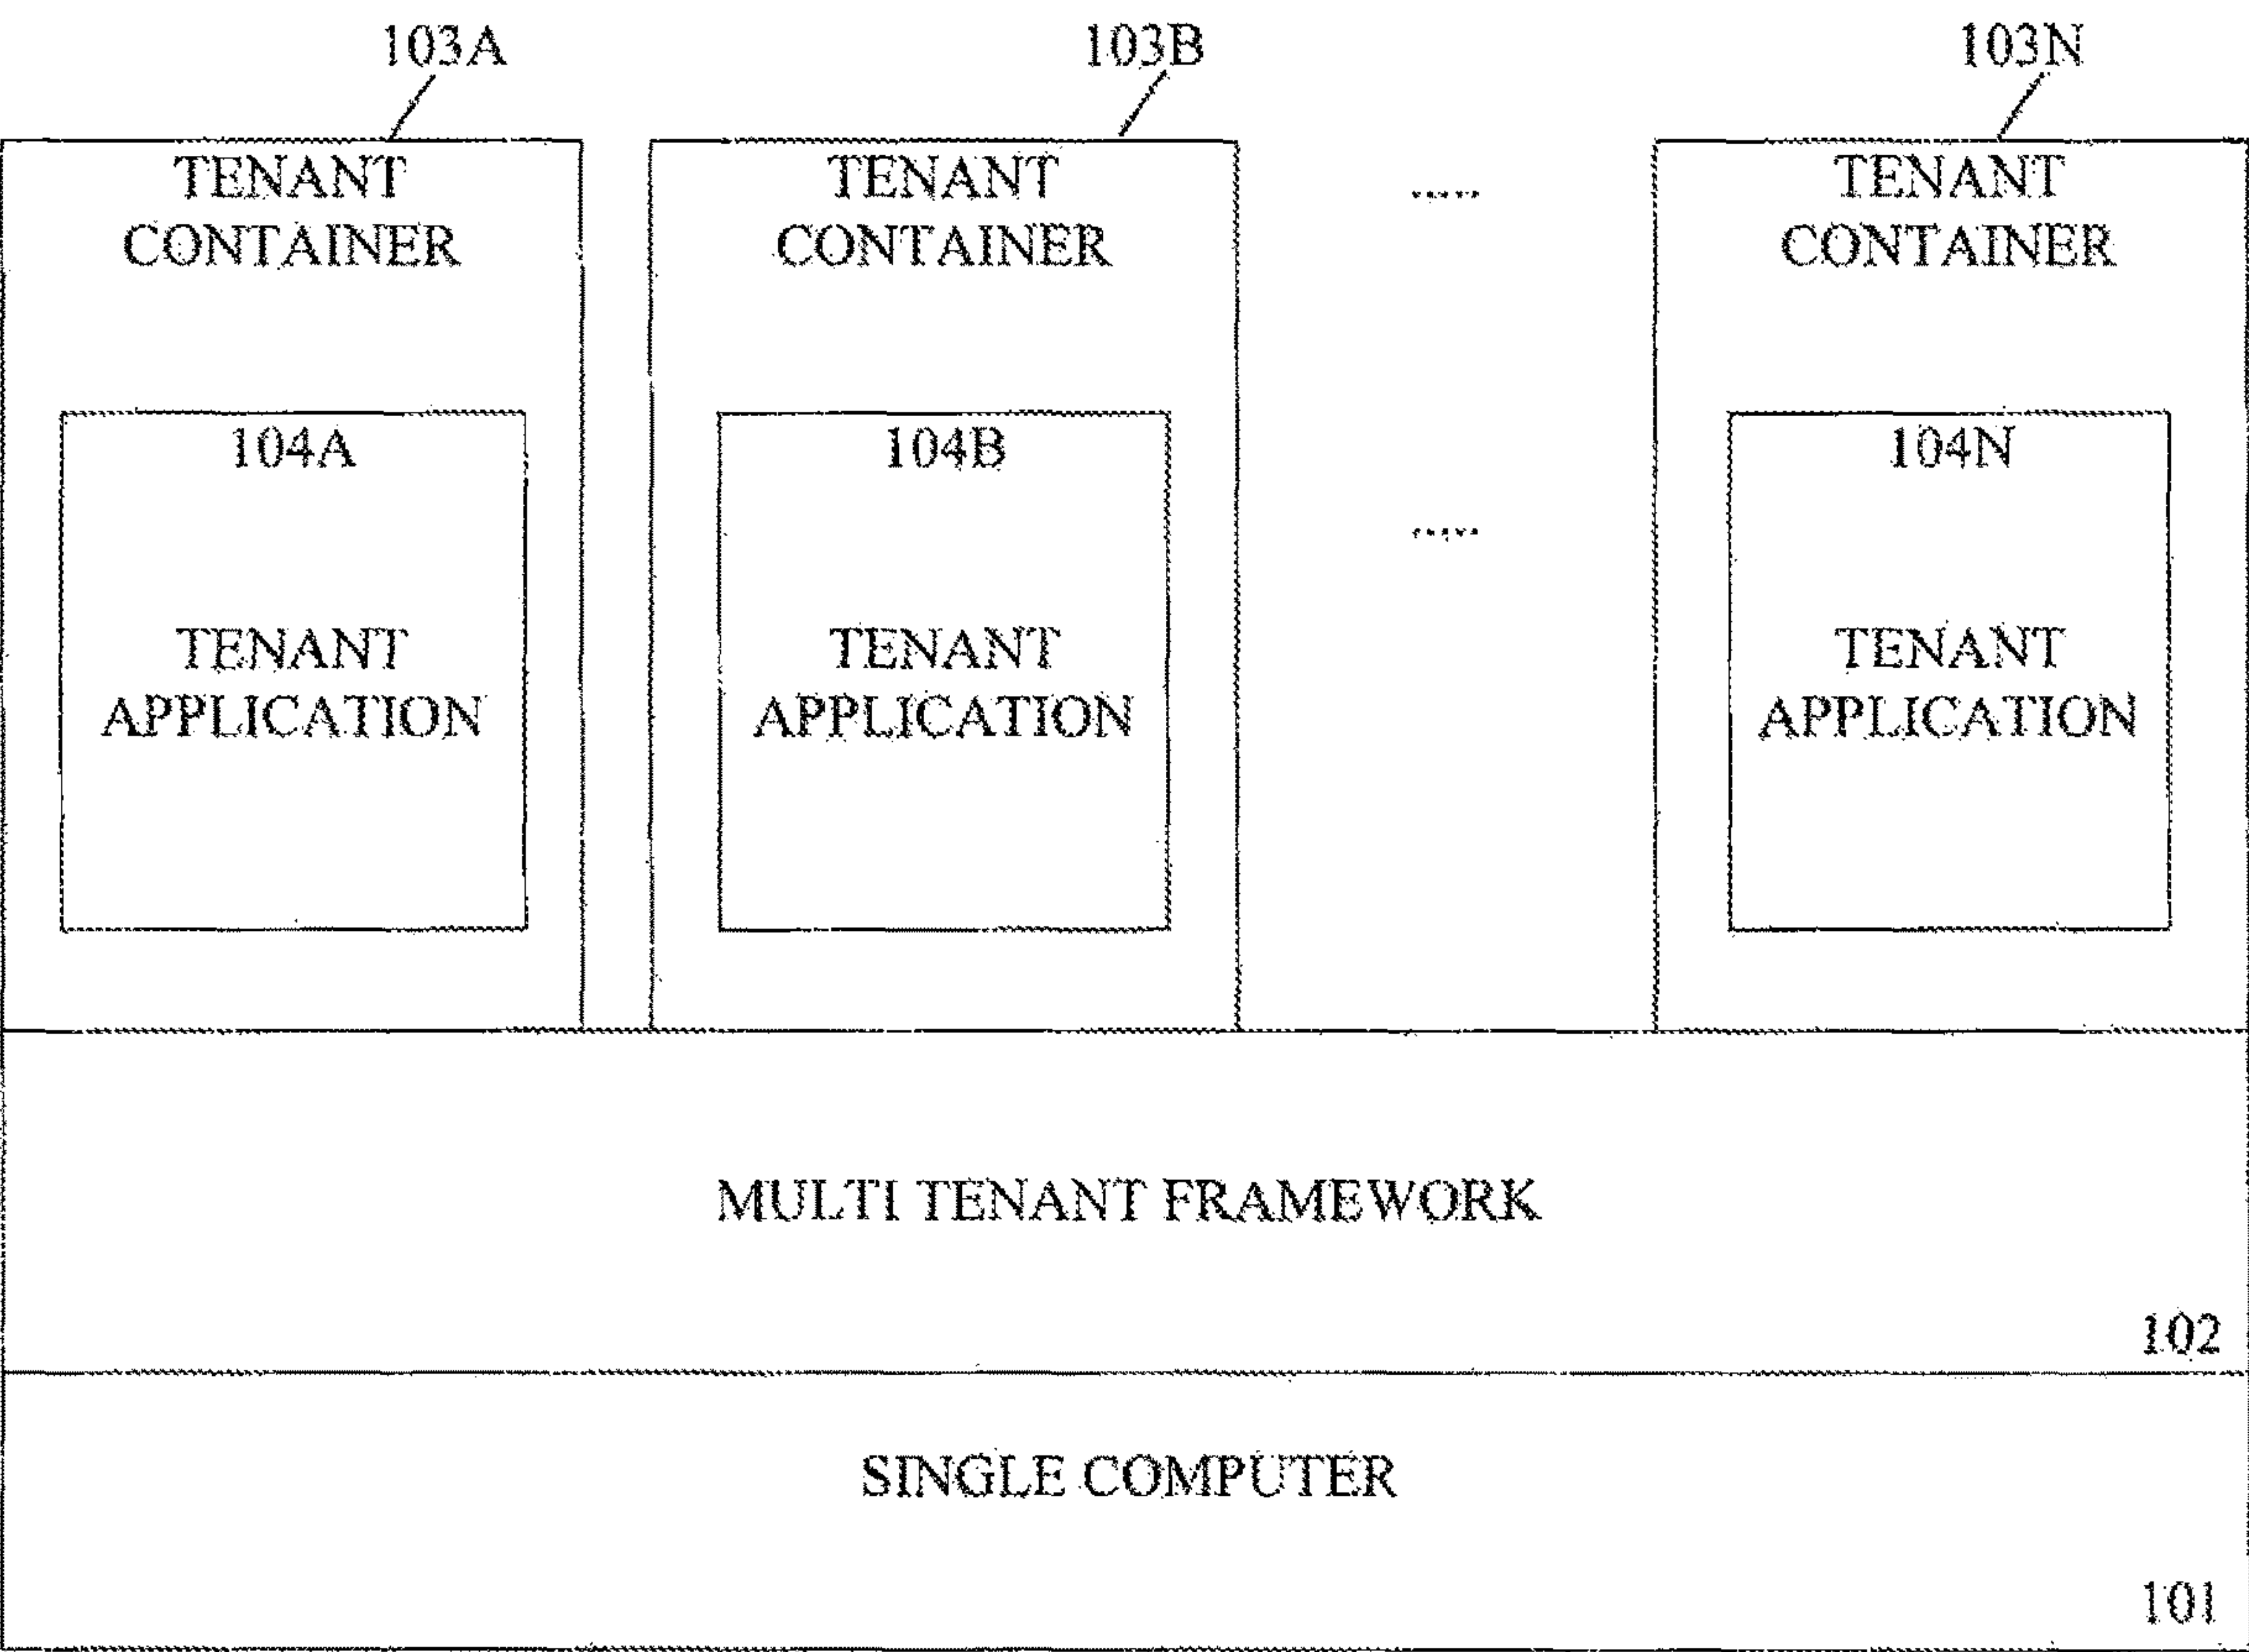 103A 103B 103N
TENANT TENANT ..... TENANT
CONTAINER CONTAINER CONTAINER
104A 104B 104N
.....
TENANT TENANT TENANT
APPLICATION APPLICATION APPLICATION
MULTI TENANT FRAMEWORK
102
SINGLE COMPUTER
101